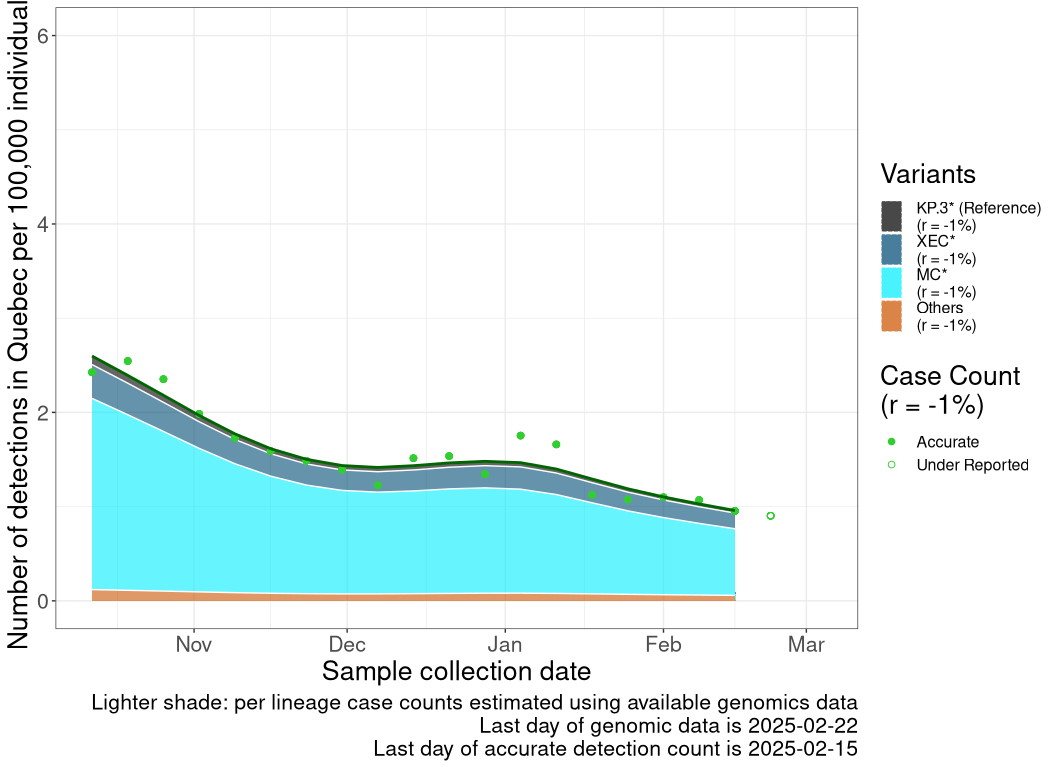 Number of detections in Quebec per 100,000 individual
6
4
2
0
Nov
Dec
Jan
Feb
Mar
Sample collection date
Lighter shade: per lineage case counts estimated using available genomics data
Last day of genomic data is 2025-02-22
Last day of accurate detection count is 2025-02-15
Variants
KP.3* (Reference)
(r = -1%)
XEC*
(r = -1%)
MC*
(r = -1%)
Others
(r = -1%)
Case Count
(r = -1%)
Accurate
Under Reported